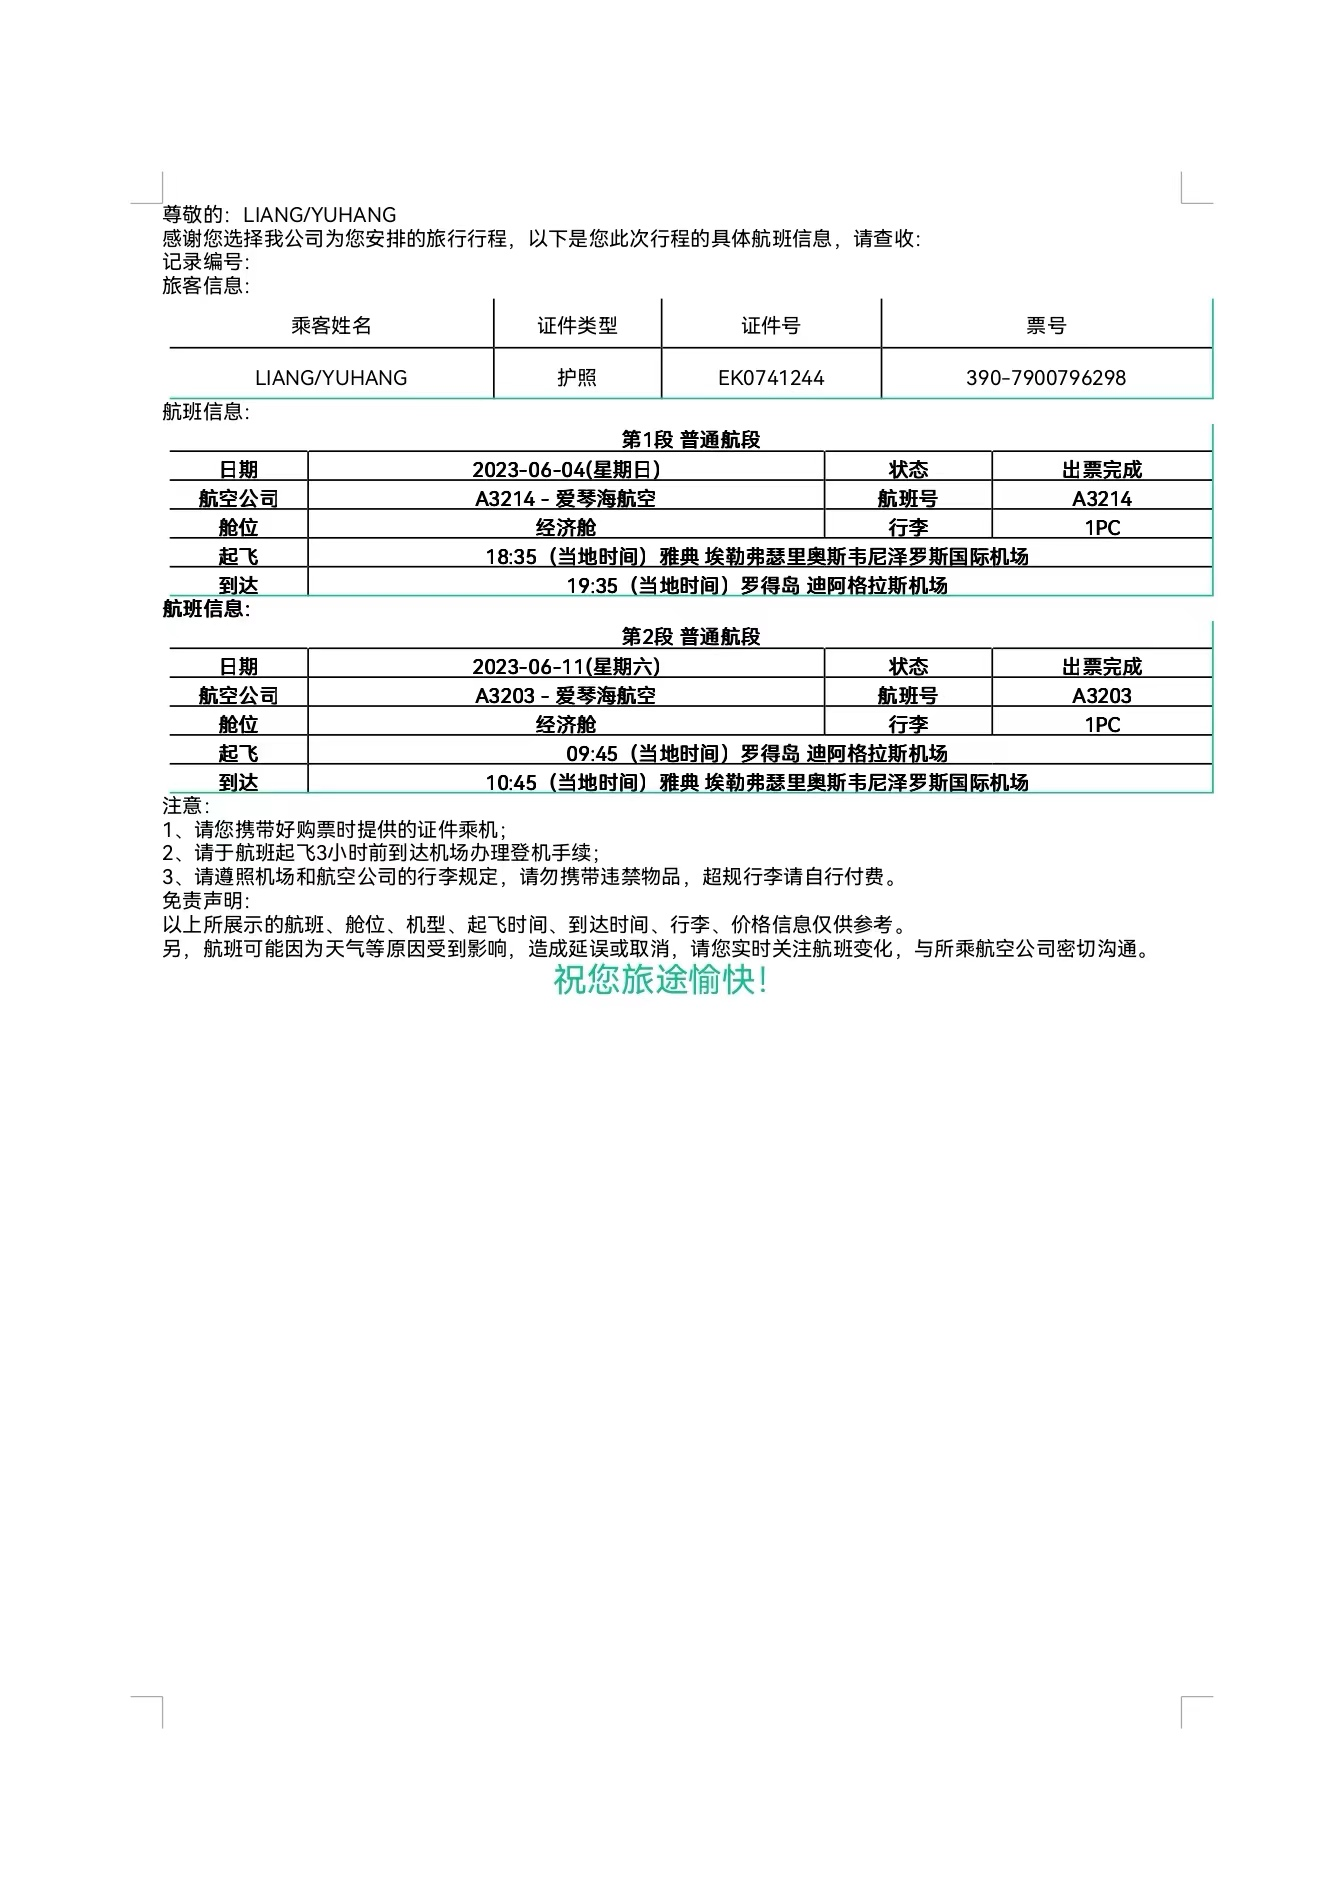 尊敬的：LIANG/YUHANG
感谢您选择我公司为您安排的旅行行程，以下是您此次行程的具体航班信息，请查收：
记录编号：
旅客信息：
乘客姓名 证件类型 证件号 票号
LIANG/YUHANG 护照 EK0741244 390-7900796298
航班信息：
第1段 普通航段
日期 2023-06-04(星期日) 状态 出票完成
航空公司 A3214 - 爱琴海航空 航班号 A3214
舱位 经济舱 行李 1PC
起飞 18:35（当地时间）雅典 埃勒弗瑟里奥斯韦尼泽罗斯国际机场
到达 19:35（当地时间）罗得岛 迪阿格拉斯机场
航班信息：
第2段 普通航段
日期 2023-06-11(星期六) 状态 出票完成
航空公司 A3203 - 爱琴海航空 航班号 A3203
舱位 经济舱 行李 1PC
起飞 09:45（当地时间）罗得岛 迪阿格拉斯机场
到达 10:45（当地时间）雅典 埃勒弗瑟里奥斯韦尼泽罗斯国际机场
注意：
1、请您携带好购票时提供的证件乘机；
2、请于航班起飞3小时前到达机场办理登机手续；
3、请遵照机场和航空公司的行李规定，请勿携带违禁物品，超规行李请自行付费。
免责声明：
以上所展示的航班、舱位、机型、起飞时间、到达时间、行李、价格信息仅供参考。
另，航班可能因为天气等原因受到影响，造成延误或取消，请您实时关注航班变化，与所乘航空公司密切沟通。
祝您旅途愉快！